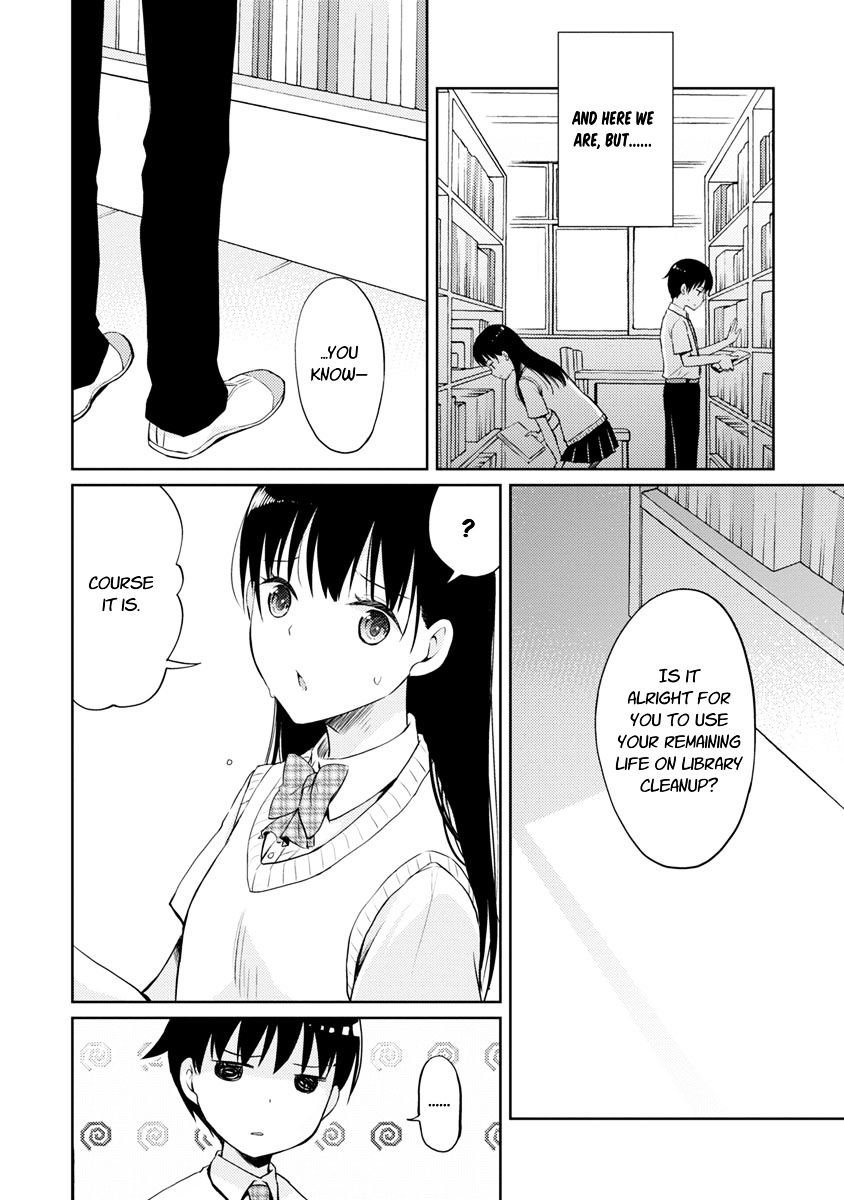 AND HERE WE
ARE, BUT......
...YOU
KNOW—
IS IT
ALRIGHT FOR
YOU TO USE
YOUR REMAINING
LIFE ON LIBRARY
CLEANUP?
?
COURSE
IT IS.
......